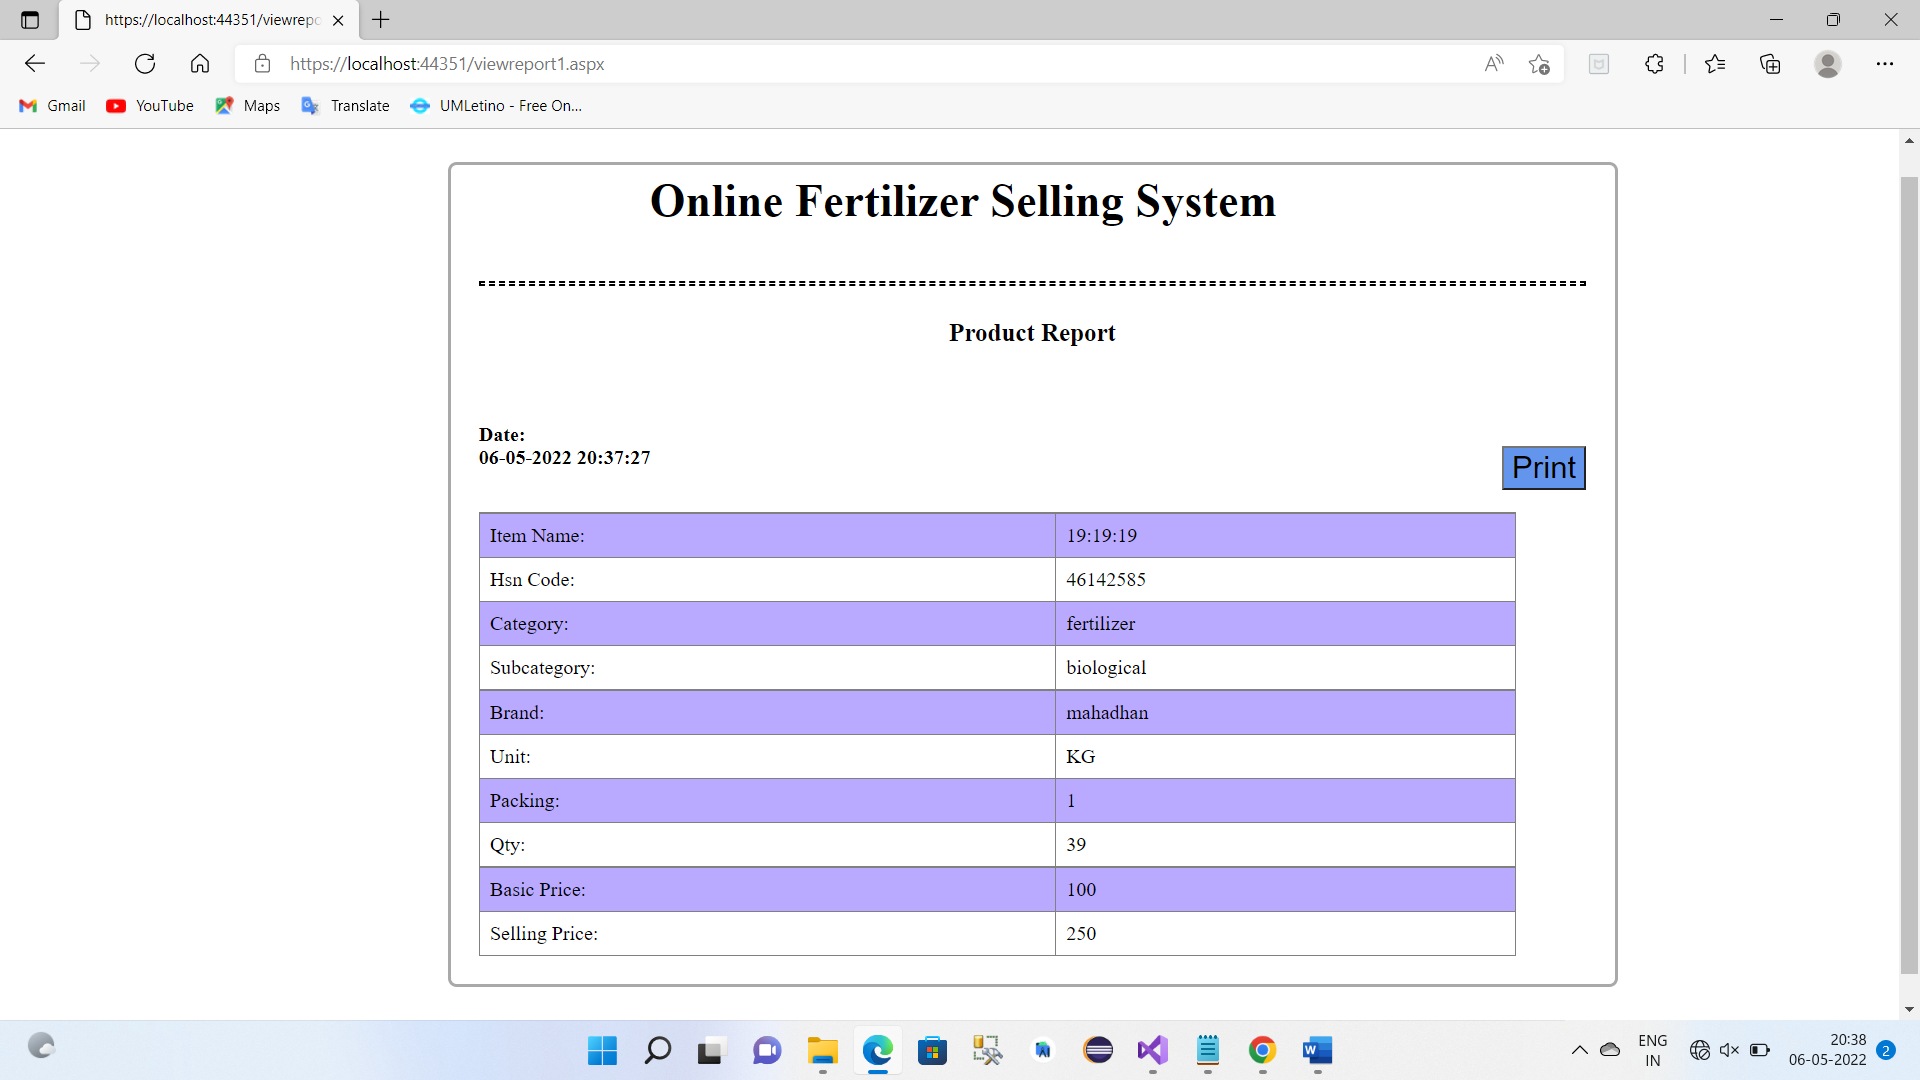 https://localhost:44351/viewrepo
https://localhost:44351/viewreport1.aspx
Gmail YouTube Maps Translate UMLetino - Free On...
Online Fertilizer Selling System
Product Report
Date:
06-05-2022 20:37:27
Print
Item Name: 19:19:19
Hsn Code: 46142585
Category: fertilizer
Subcategory: biological
Brand: mahadhan
Unit: KG
Packing: 1
Qty: 39
Basic Price: 100
Selling Price: 250
ENG
IN
20:38
06-05-2022
2